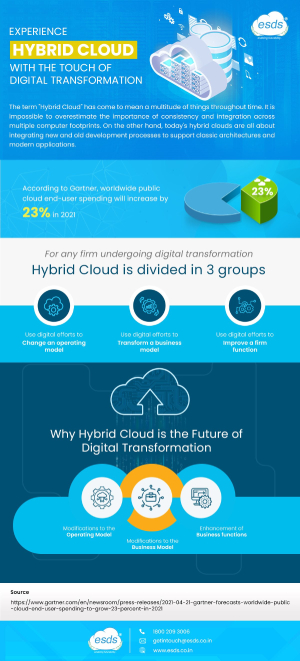 EXPERIENCE
HYBRID CLOUD
WITH THE TOUCH OF
DIGITAL TRANSFORMATION
esds
The term "Hybrid Cloud" has come to mean a multitude of things throughout time. It is
impossible to overestimate the importance of consistency and integration across
multiple computer footprints. On the other hand, today's hybrid clouds are all about
integrating new and old development processes to support classic architectures and
modern applications.
According to Gartner, worldwide public
cloud end-user spending will increase by
23% in 2021
23%
For any firm undergoing digital transformation
Hybrid Cloud is divided in 3 groups
Use digital efforts to
Change an operating
model
Use digital efforts to
Transform a business
model
Use digital efforts to
Improve a firm
function
Why Hybrid Cloud is the Future of
Digital Transformation
Modifications to the
Operating Model
Modifications to the
Business Model
Enhancement of
Business functions
Source
https://www.gartner.com/en/newsroom/press-releases/2021-04-21-gartner-forecasts-worldwide-public
-cloud-end-user-spending-to-grow-23-percent-in-2021
esds
1800 209 3006
getintouch@esds.co.in
www.esds.co.in